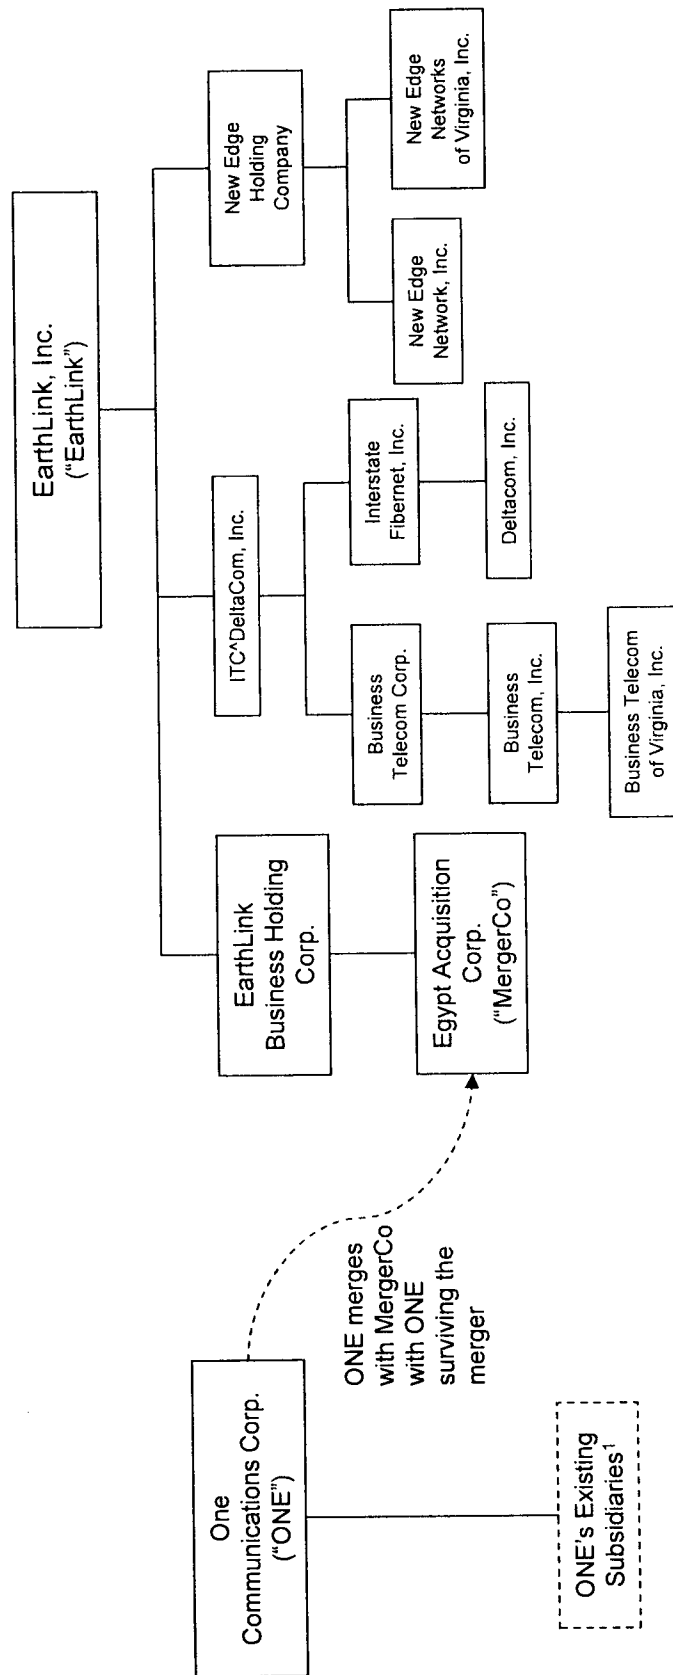 EarthLink, Inc.
("EarthLink")
One
Communications Corp.
("ONE")
EarthLink
Business Holding
Corp.
ITC^DeltaCom, Inc.
New Edge
Holding
Company
ONE merges
with MergerCo
with ONE
surviving the
merger
Egypt Acquisition
Corp.
("MergerCo")
Business
Telecom Corp.
Interstate
Fibernet, Inc.
New Edge
Network, Inc.
New Edge
Networks
of Virginia, Inc.
Business
Telecom, Inc.
Deltacom, Inc.
ONE's Existing
Subsidiaries¹
Business Telecom
of Virginia, Inc.